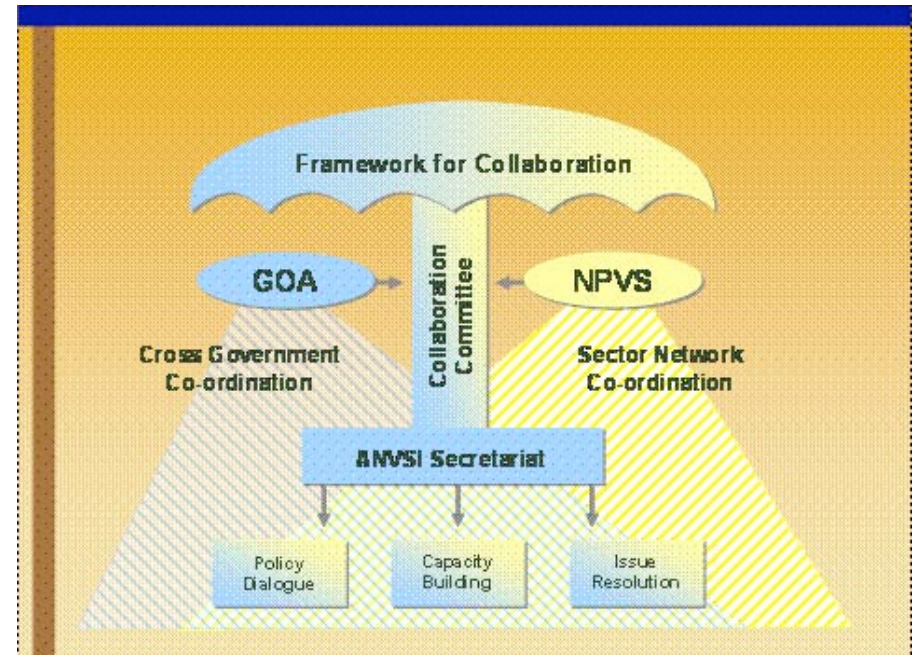 Framework for Collaboration
GOA
Collaboration
Committee
NPVS
Cross Government
Co-ordination
Sector Network
Co-ordination
ANVSI Secretariat
Policy
Dialogue
Capacity
Building
Issue
Resolution